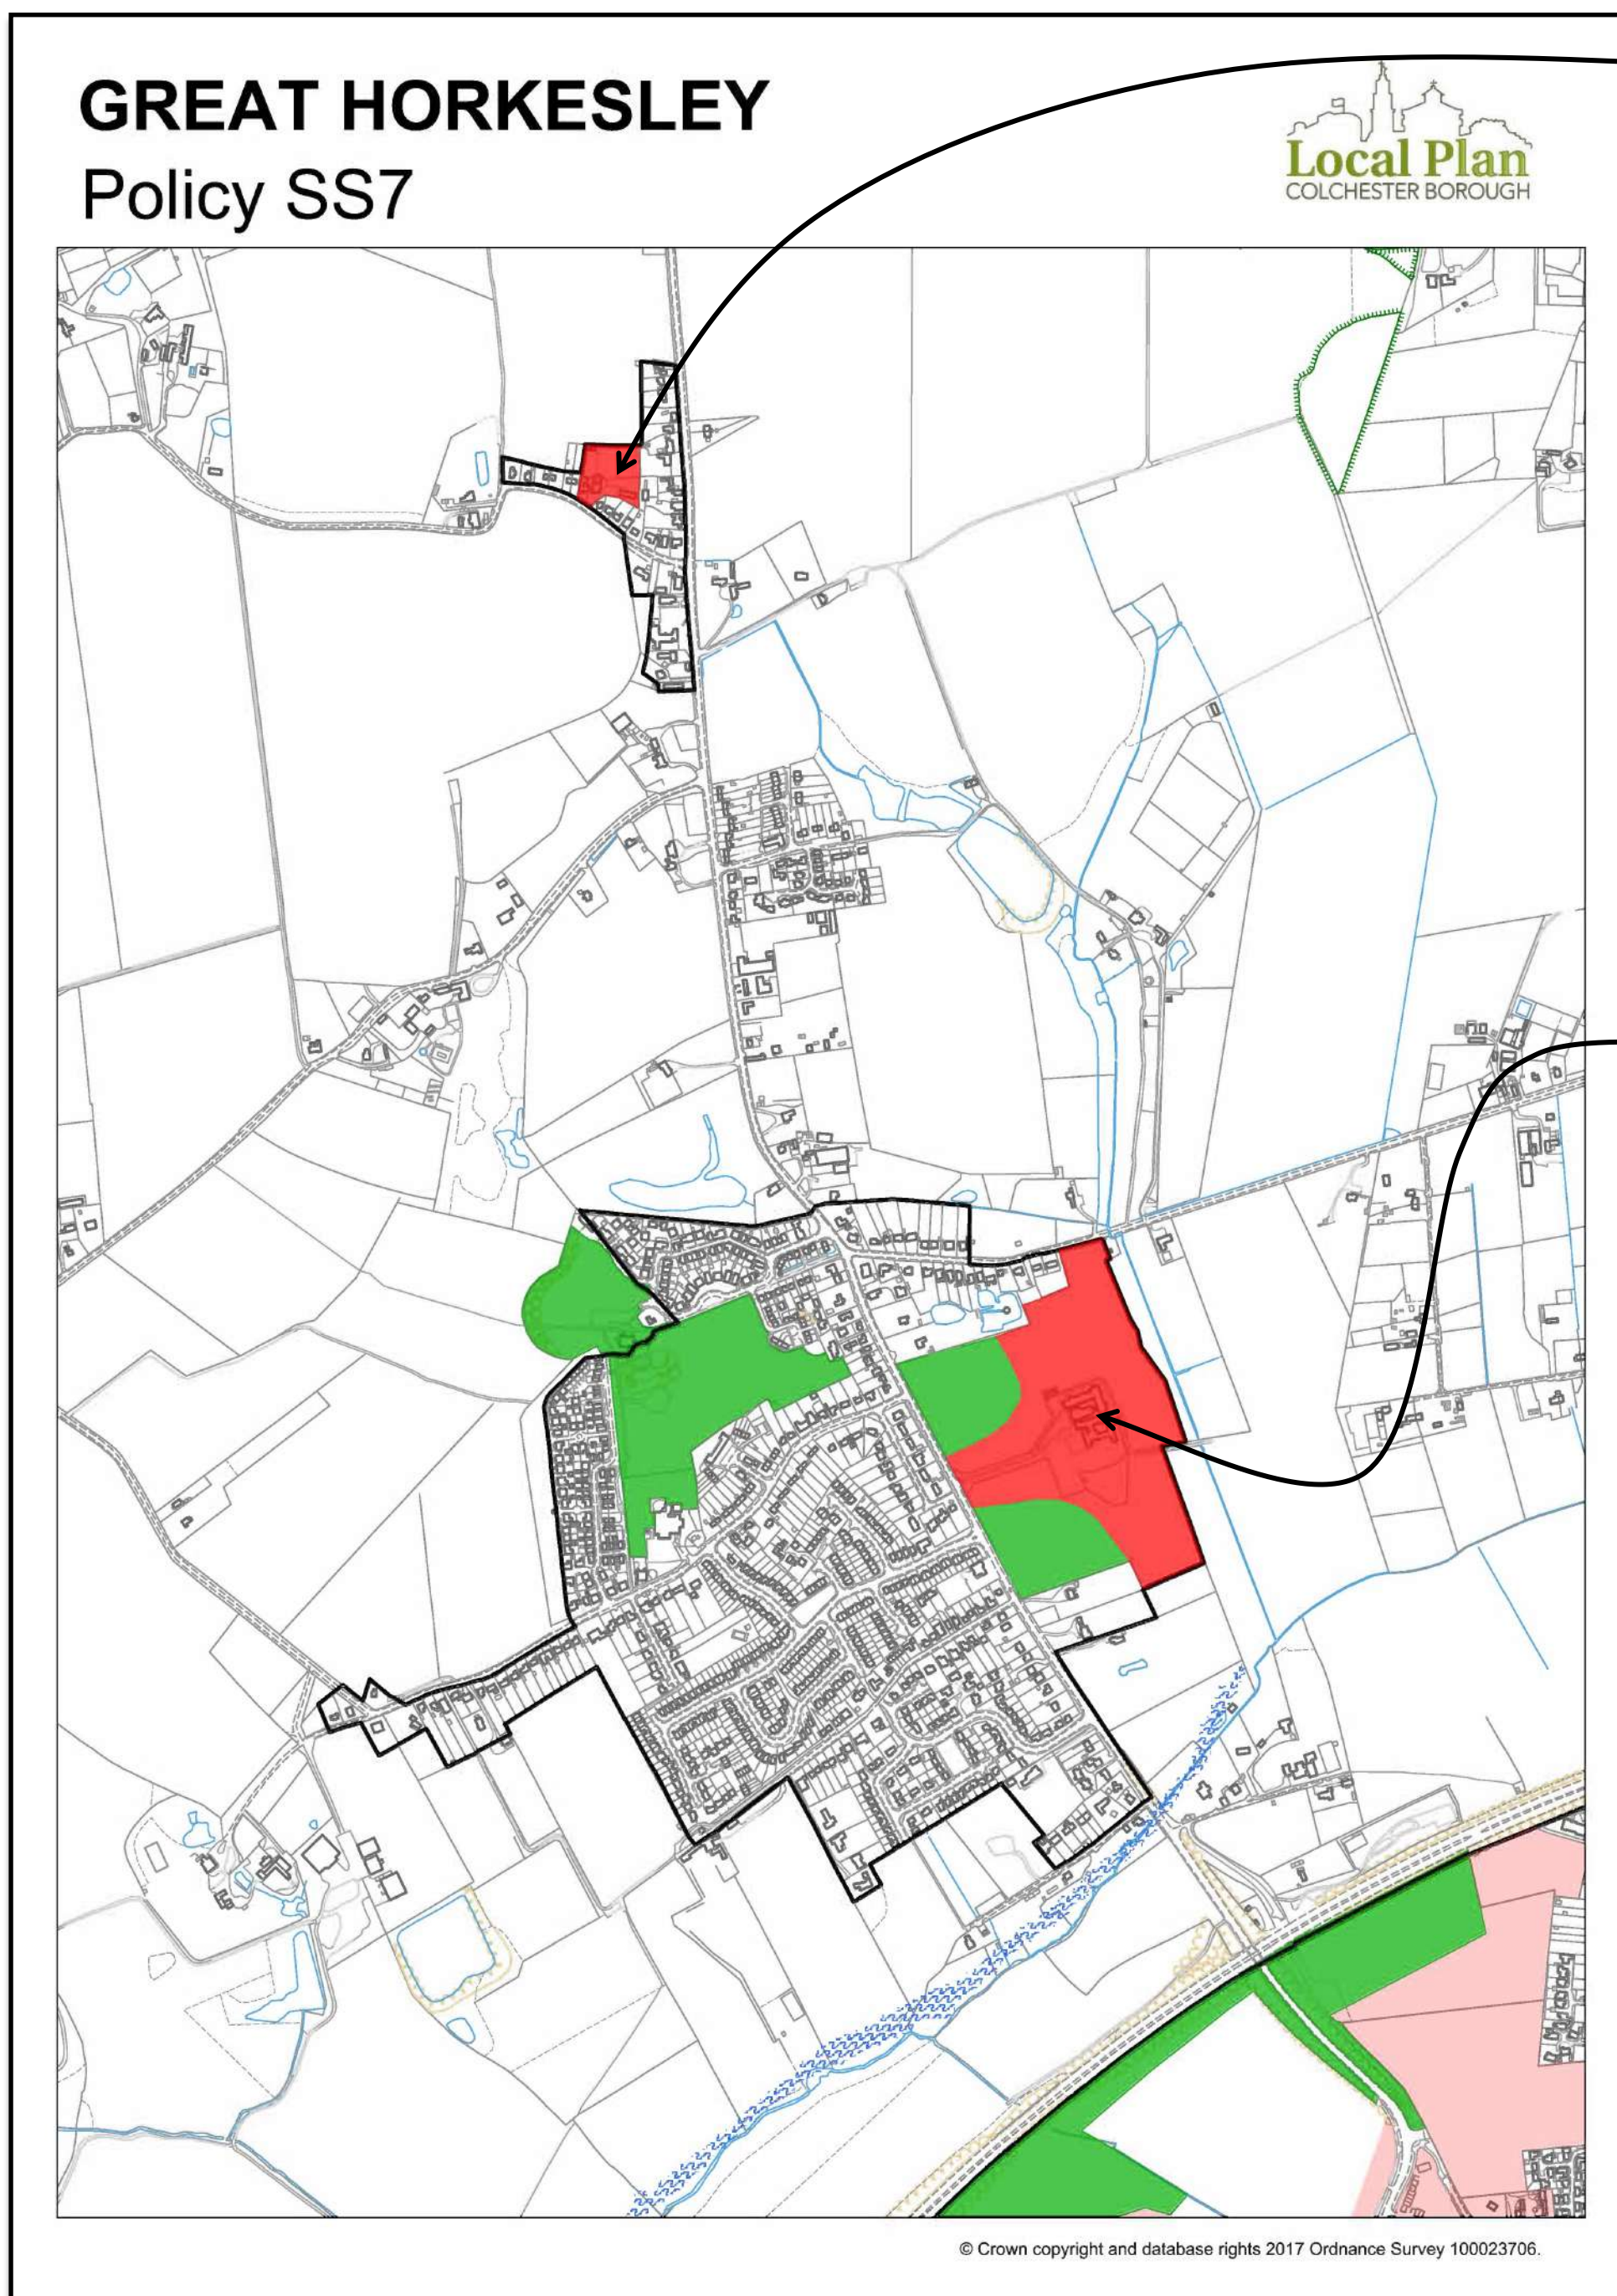 GREAT HORKESLEY
Policy SS7
Local Plan
COLCHESTER BOROUGH
© Crown copyright and database rights 2017 Ordnance Survey 100023706.